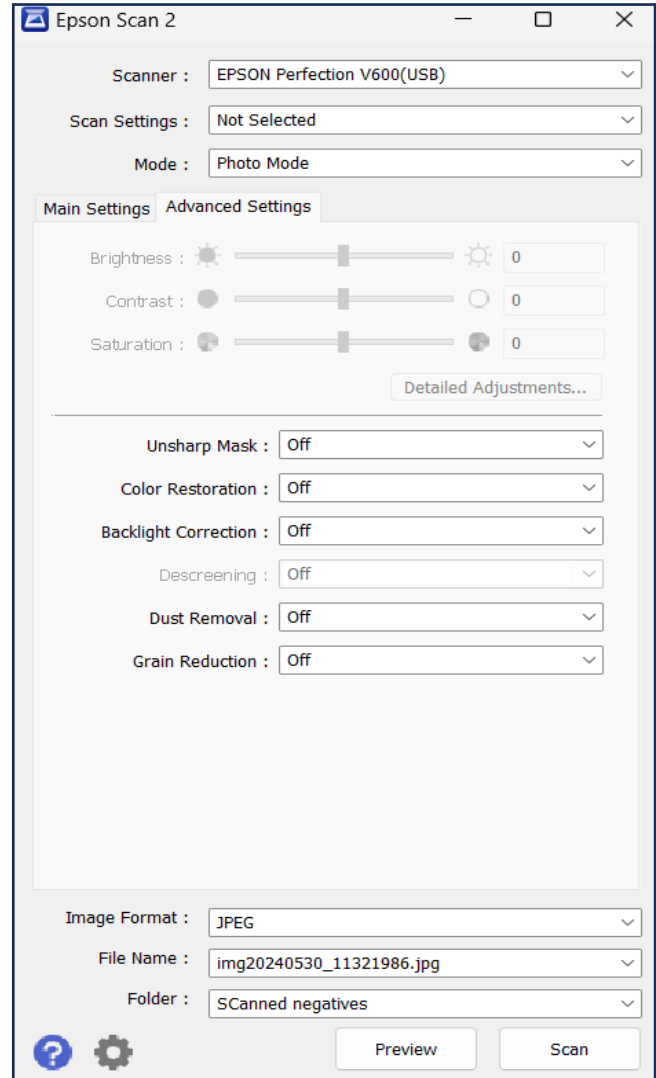 Epson Scan 2
Scanner : EPSON Perfection V600(USB)
Scan Settings : Not Selected
Mode : Photo Mode
Main Settings Advanced Settings
Brightness : 0
Contrast : 0
Saturation : 0
Detailed Adjustments...
Unsharp Mask : Off
Color Restoration : Off
Backlight Correction : Off
Descreening : Off
Dust Removal : Off
Grain Reduction : Off
Image Format : JPEG
File Name : img20240530_11321986.jpg
Folder : SCanned negatives
? Preview Scan